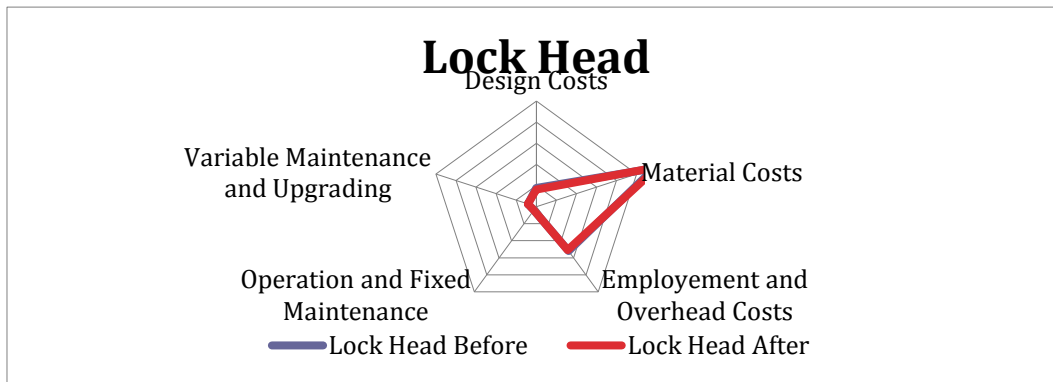 Lock Head
Design Costs
Material Costs
Employement and
Overhead Costs
Operation and Fixed
Maintenance
Variable Maintenance
and Upgrading
Lock Head Before
Lock Head After